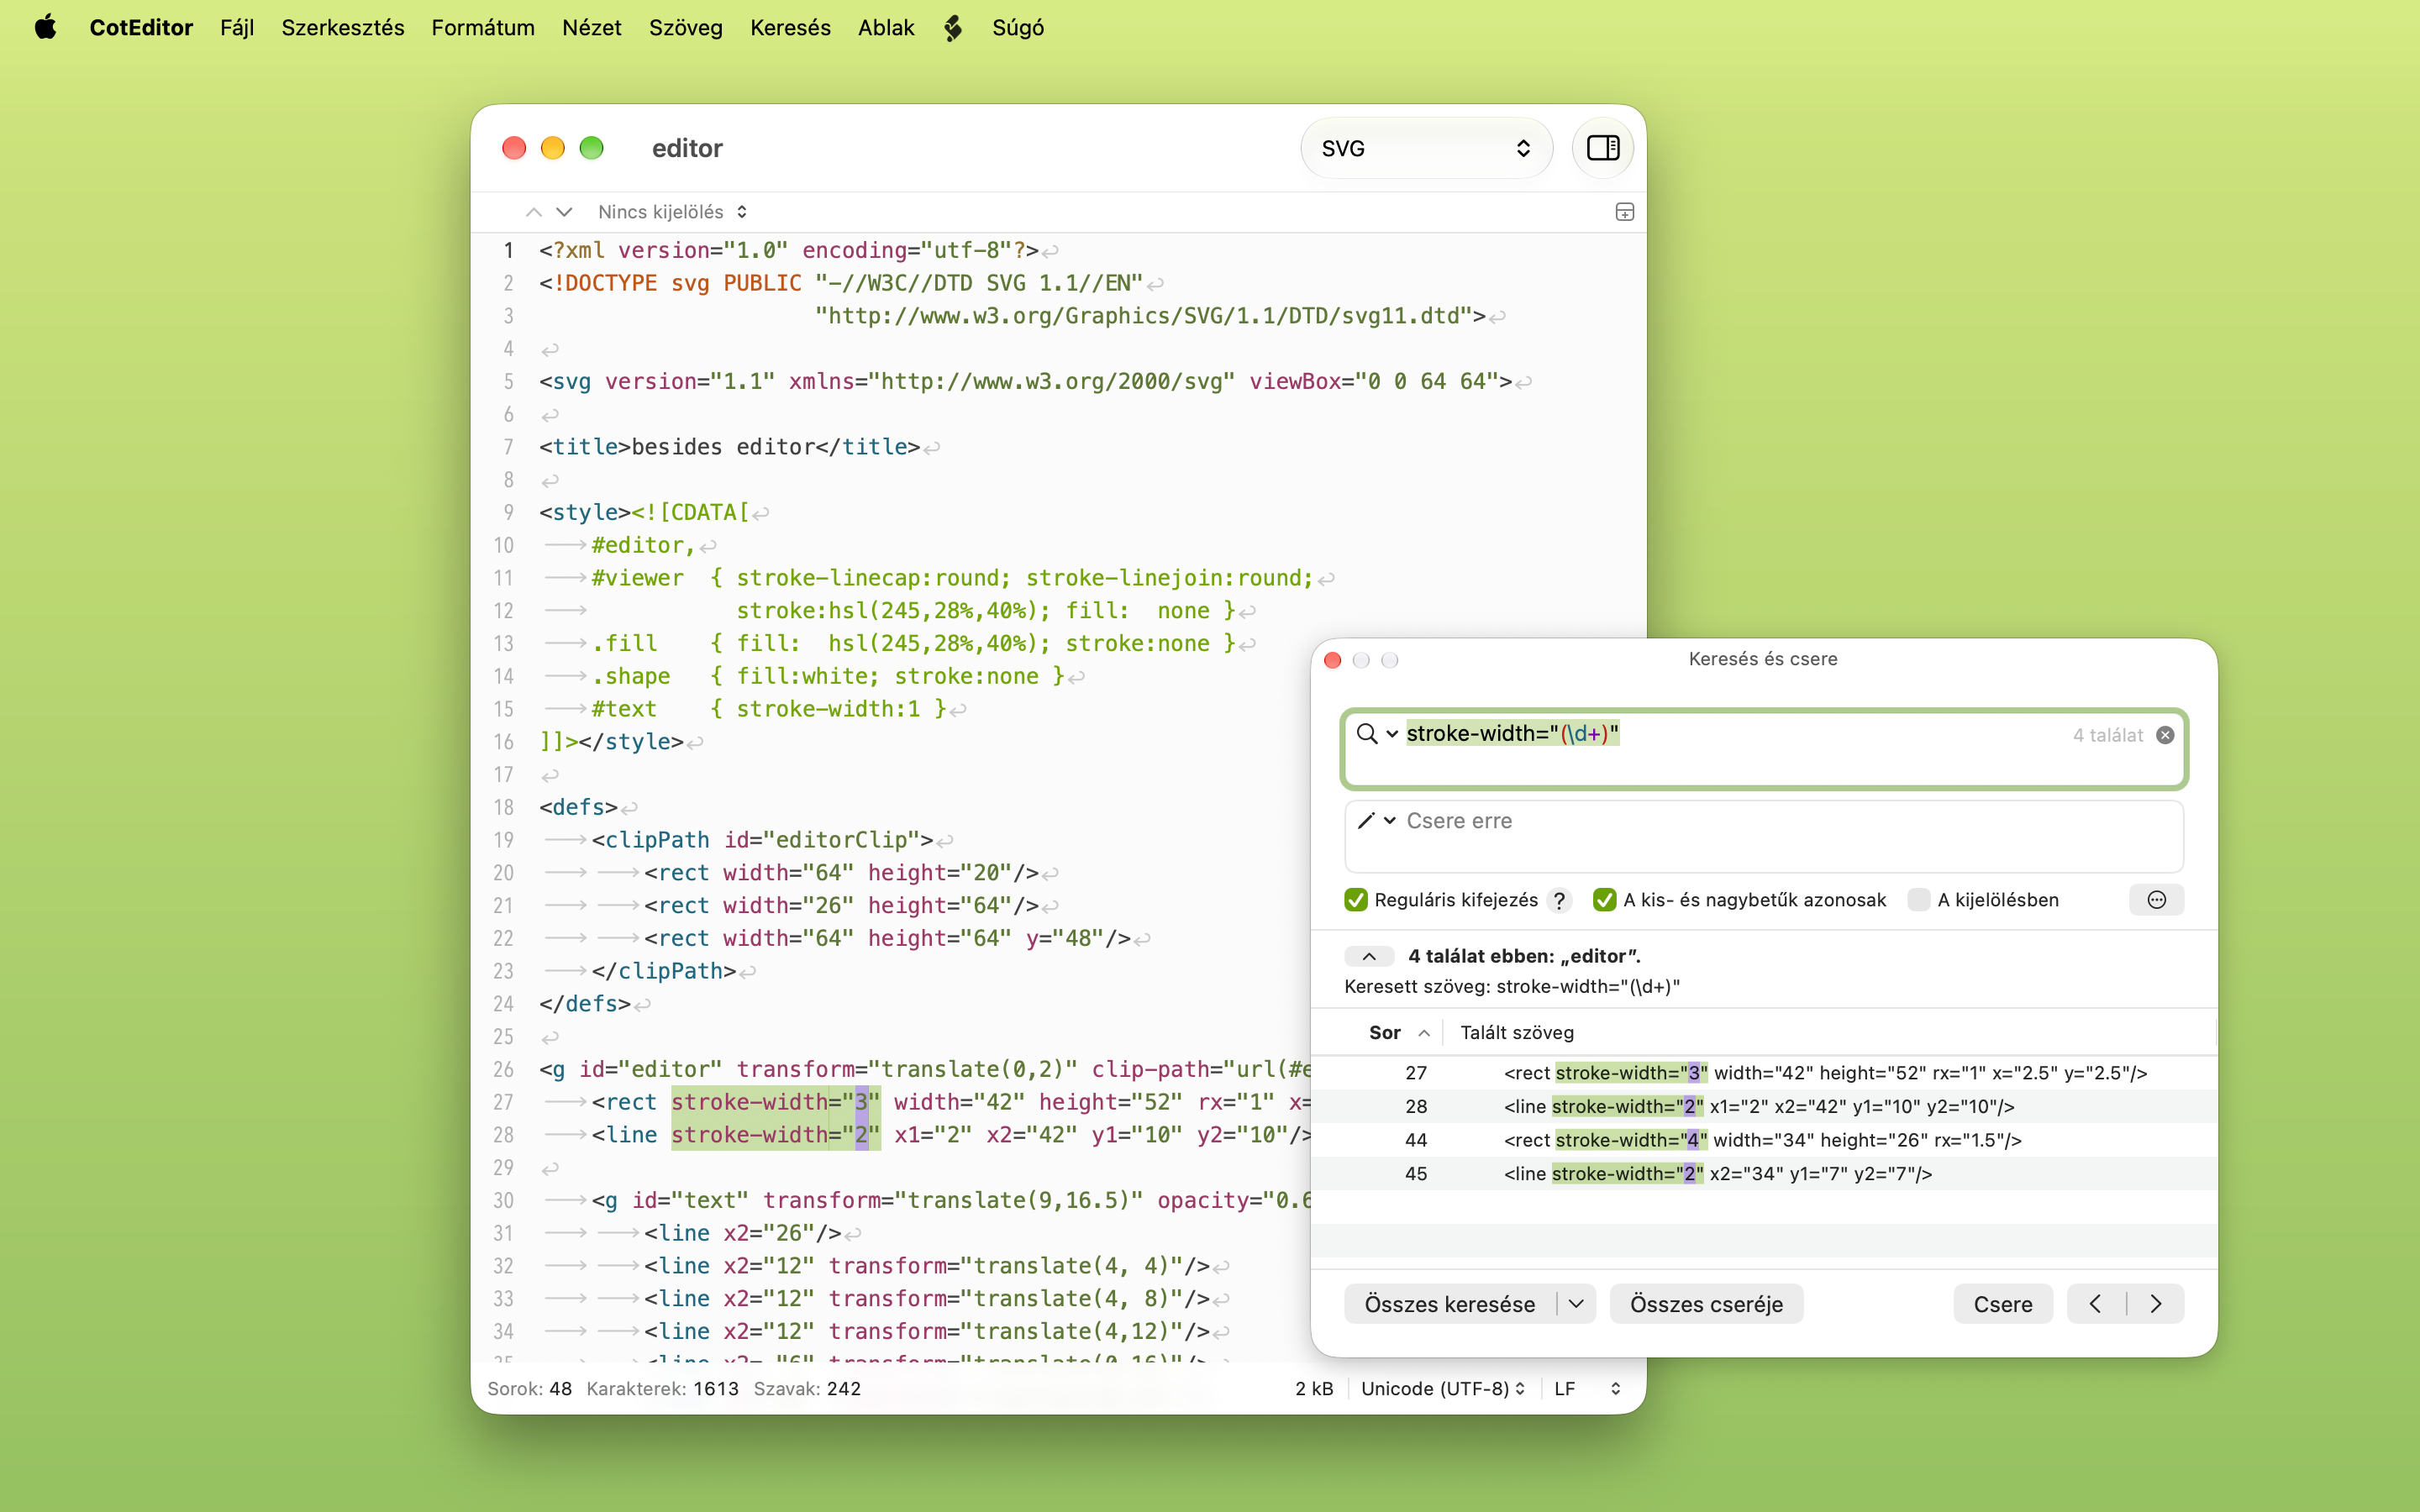 CotEditor Fájl Szerkesztés Formátum Nézet Szöveg Keresés Ablak Súgó
editor
SVG
Nincs kijelölés
1 <?xml version="1.0" encoding="utf-8"?>
2 <!DOCTYPE svg PUBLIC "-//W3C//DTD SVG 1.1//EN"
3 "http://www.w3.org/Graphics/SVG/1.1/DTD/svg11.dtd">
4
5 <svg version="1.1" xmlns="http://www.w3.org/2000/svg" viewBox="0 0 64 64">
6
7 <title>besides editor</title>
8
9 <style><![CDATA[
10 #editor,
11 #viewer { stroke-linecap:round; stroke-linejoin:round;
12 stroke:hsl(245,28%,40%); fill: none }
13 .fill { fill: hsl(245,28%,40%); stroke:none }
14 .shape { fill:white; stroke:none }
15 #text { stroke-width:1 }
16 ]]></style>
17
18 <defs>
19 <clipPath id="editorClip">
20 <rect width="64" height="20"/>
21 <rect width="26" height="64"/>
22 <rect width="64" height="64" y="48"/>
23 </clipPath>
24 </defs>
25
26 <g id="editor" transform="translate(0,2)" clip-path="url(#e
27 <rect stroke-width="3" width="42" height="52" rx="1" x=
28 <line stroke-width="2" x1="2" x2="42" y1="10" y2="10"/>
29
30 <g id="text" transform="translate(9,16.5)" opacity="0.6
31 <line x2="26"/>
32 <line x2="12" transform="translate(4, 4)"/>
33 <line x2="12" transform="translate(4, 8)"/>
34 <line x2="12" transform="translate(4,12)"/>
Sorok: 48 Karakterek: 1613 Szavak: 242
2 kB Unicode (UTF-8) LF
Keresés és csere
stroke-width="(\d+)" 4 találat
Csere erre
Reguláris kifejezés ? A kis- és nagybetűk azonosak A kijelölésben
4 találat ebben: „editor”.
Keresett szöveg: stroke-width="(\d+)"
Sor Talált szöveg
27 <rect stroke-width="3" width="42" height="52" rx="1" x="2.5" y="2.5"/>
28 <line stroke-width="2" x1="2" x2="42" y1="10" y2="10"/>
44 <rect stroke-width="4" width="34" height="26" rx="1.5"/>
45 <line stroke-width="2" x2="34" y1="7" y2="7"/>
Összes keresése Összes cseréje Csere